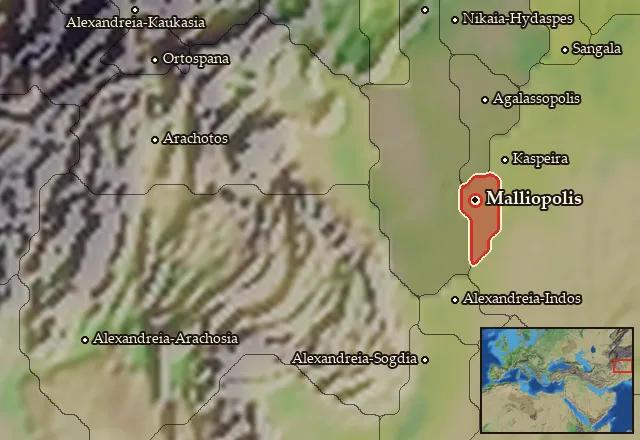 Alexandreia-Kaukasia
Nikaia-Hydaspes
Sangala
Ortospana
Agalassopolis
Arachotos
Kaspeira
Malliopolis
Alexandreia-Indos
Alexandreia-Arachosia
Alexandreia-Sogdia